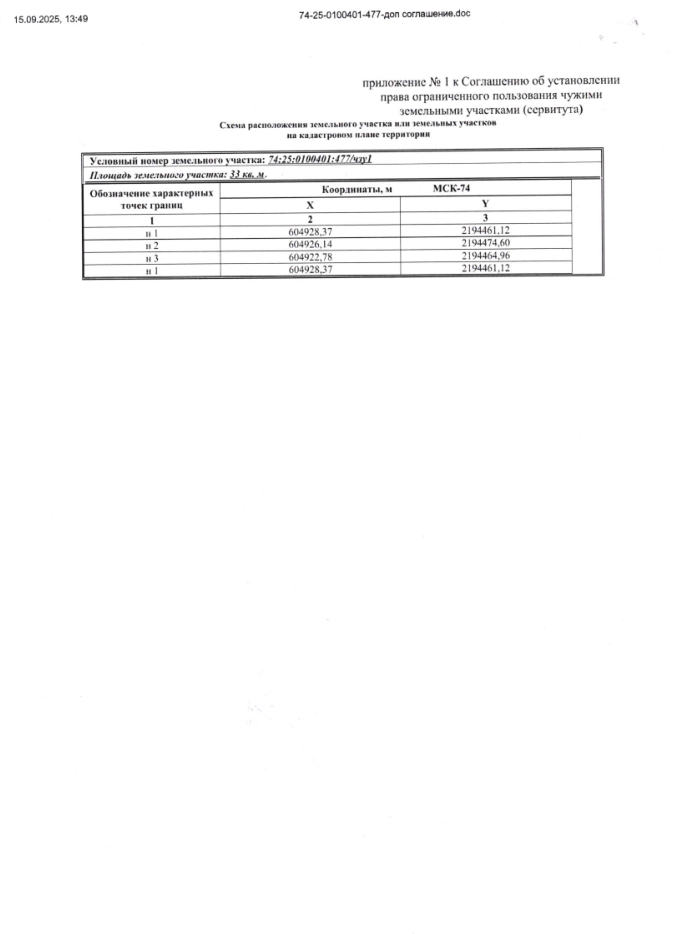 15.09.2025, 13:49
74-25-0100401-477-доп соглашение.doc
приложение № 1 к Соглашению об установлении
права ограниченного пользования чужими
земельными участками (сервитута)
Схема расположения земельного участка или земельных участков
на кадастровом плане территории
Условный номер земельного участка: 74:25:0100401:477/чзу1
Площадь земельного участка: 33 кв. м.
Обозначение характерных точек границ
Координаты, м МСК-74
X Y
1 2 3
н 1 604928,37 2194461,12
н 2 604926,14 2194474,60
н 3 604922,78 2194464,96
н 1 604928,37 2194461,12